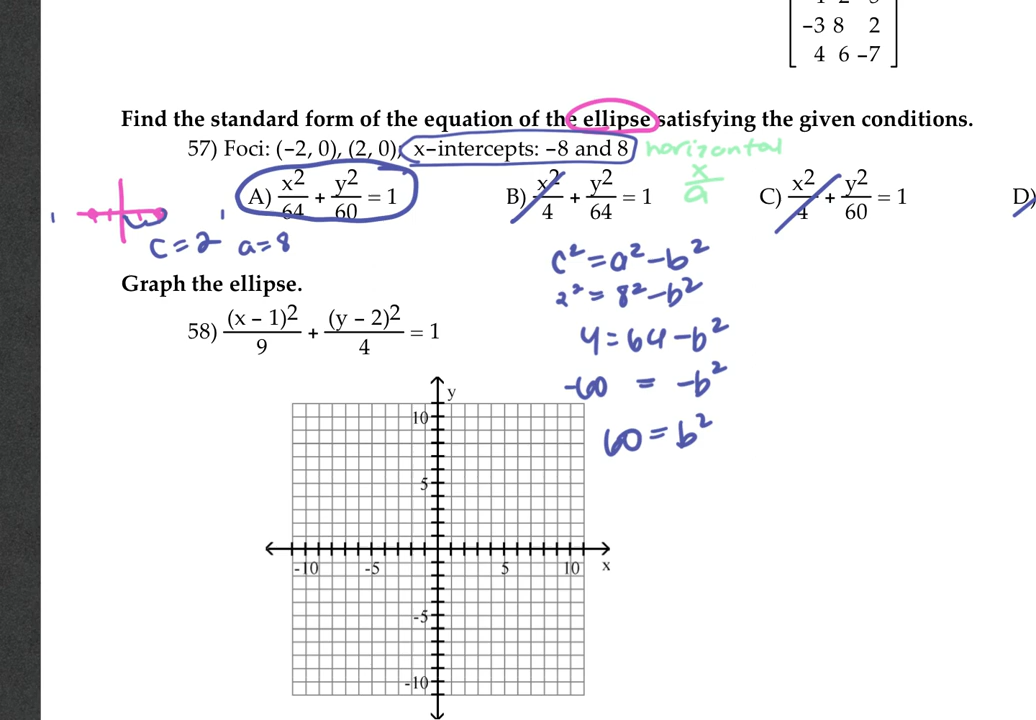 1 2 3
−3 8 2
4 6 −7
Find the standard form of the equation of the ellipse satisfying the given conditions.
57) Foci: (−2, 0), (2, 0); x-intercepts: −8 and 8 horizontal
A) x²/64 + y²/60 = 1 B) x²/4 + y²/64 = 1 x/a C) x²/4 + y²/60 = 1 D)
c = 2 a = 8
c² = a² − b²
2² = 8² − b²
4 = 64 − b²
−60 = −b²
60 = b²
Graph the ellipse.
58) (x − 1)²/9 + (y − 2)²/4 = 1
y
10
5
-10 -5 5 10 x
-5
-10